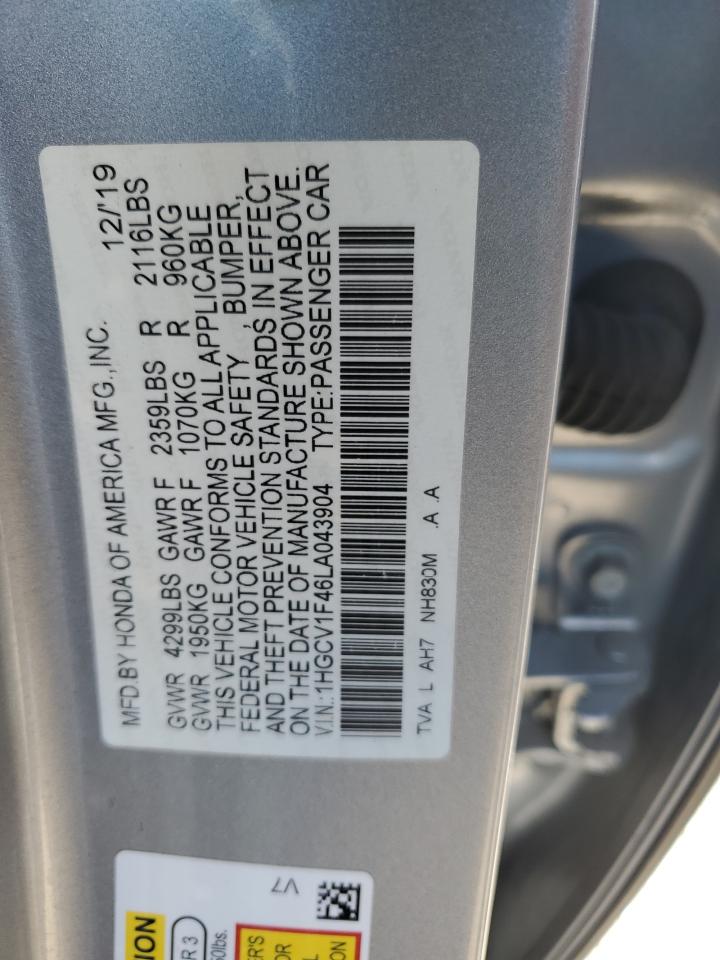 MFD.BY HONDA OF AMERICA MFG.,INC. 12/'19
GVWR 4299LBS GAWR F 2359LBS R 2116LBS
GVWR 1950KG GAWR F 1070KG R 960KG
THIS VEHICLE CONFORMS TO ALL APPLICABLE
FEDERAL MOTOR VEHICLE SAFETY , BUMPER,
AND THEFT PREVENTION STANDARDS IN EFFECT
ON THE DATE OF MANUFACTURE SHOWN ABOVE.
V.I.N.:1HGCV1F46LA043904 TYPE:PASSENGER CAR
TVA L AH7 NH830M .A .A
V7